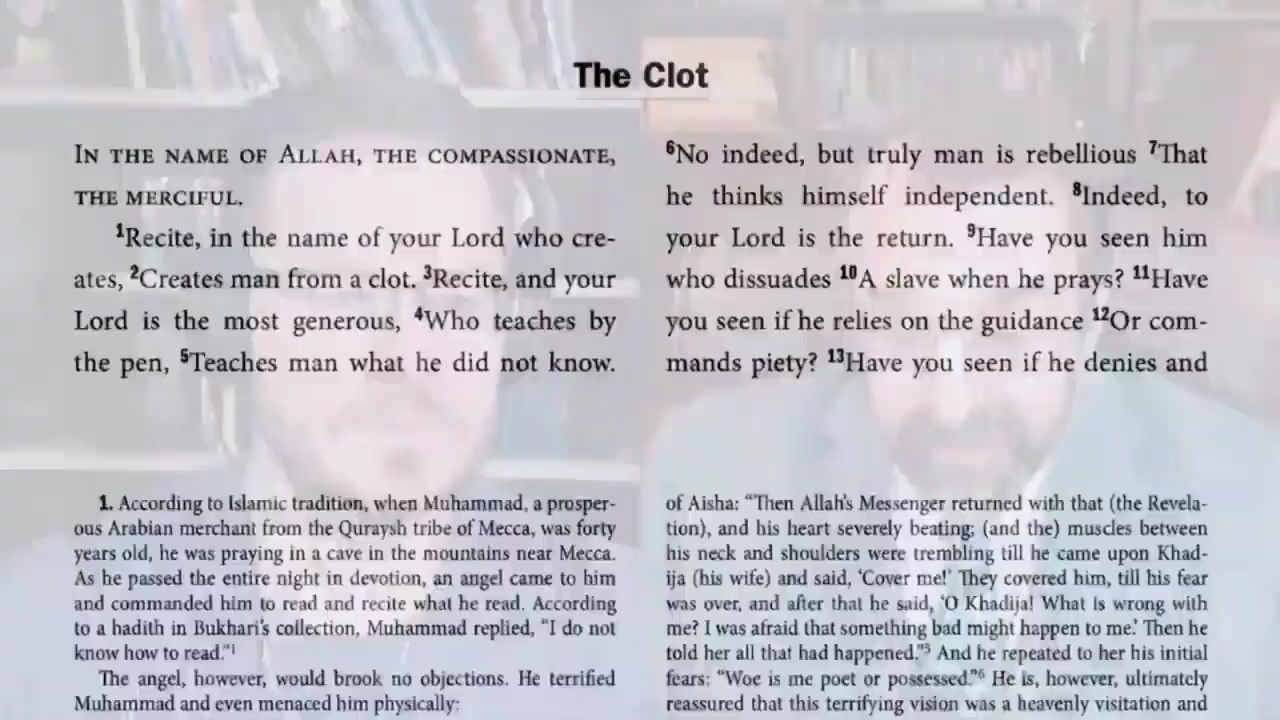 The Clot
IN THE NAME OF ALLAH, THE COMPASSIONATE,
THE MERCIFUL.
¹Recite, in the name of your Lord who cre-
ates, ²Creates man from a clot. ³Recite, and your
Lord is the most generous, ⁴Who teaches by
the pen, ⁵Teaches man what he did not know.
⁶No indeed, but truly man is rebellious ⁷That
he thinks himself independent. ⁸Indeed, to
your Lord is the return. ⁹Have you seen him
who dissuades ¹⁰A slave when he prays? ¹¹Have
you seen if he relies on the guidance ¹²Or com-
mands piety? ¹³Have you seen if he denies and
1. According to Islamic tradition, when Muhammad, a prosper-
ous Arabian merchant from the Quraysh tribe of Mecca, was forty
years old, he was praying in a cave in the mountains near Mecca.
As he passed the entire night in devotion, an angel came to him
and commanded him to read and recite what he read. According
to a hadith in Bukhari's collection, Muhammad replied, "I do not
know how to read."¹
The angel, however, would brook no objections. He terrified
Muhammad and even menaced him physically:
of Aisha: "Then Allah's Messenger returned with that (the Revela-
tion), and his heart severely beating; (and the) muscles between
his neck and shoulders were trembling till he came upon Khad-
ija (his wife) and said, 'Cover me!' They covered him, till his fear
was over, and after that he said, 'O Khadija! What is wrong with
me? I was afraid that something bad might happen to me.' Then he
told her all that had happened."⁵ And he repeated to her his initial
fears: "Woe is me poet or possessed."⁶ He is, however, ultimately
reassured that this terrifying vision was a heavenly visitation and